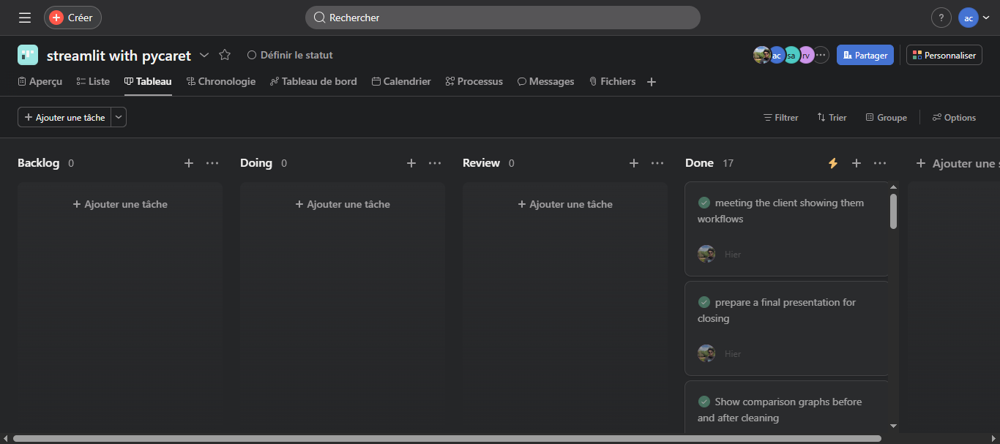 Créer
Rechercher
?
ac
streamlit with pycaret
Définir le statut
ac
sa
rv
Partager
Personnaliser
Aperçu
Liste
Tableau
Chronologie
Tableau de bord
Calendrier
Processus
Messages
Fichiers
+
+ Ajouter une tâche
Filtrer
Trier
Groupe
Options
Backlog 0
Doing 0
Review 0
Done 17
+ Ajouter une s
+ Ajouter une tâche
+ Ajouter une tâche
+ Ajouter une tâche
meeting the client showing them
workflows
Hier
prepare a final presentation for
closing
Hier
Show comparison graphs before
and after cleaning